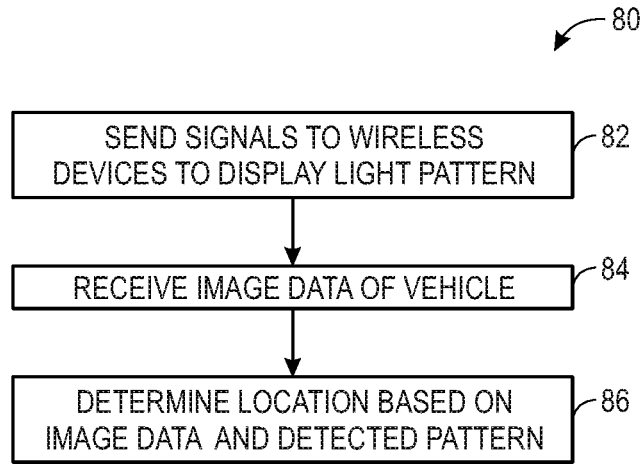 80
SEND SIGNALS TO WIRELESS
DEVICES TO DISPLAY LIGHT PATTERN
82
RECEIVE IMAGE DATA OF VEHICLE
84
DETERMINE LOCATION BASED ON
IMAGE DATA AND DETECTED PATTERN
86